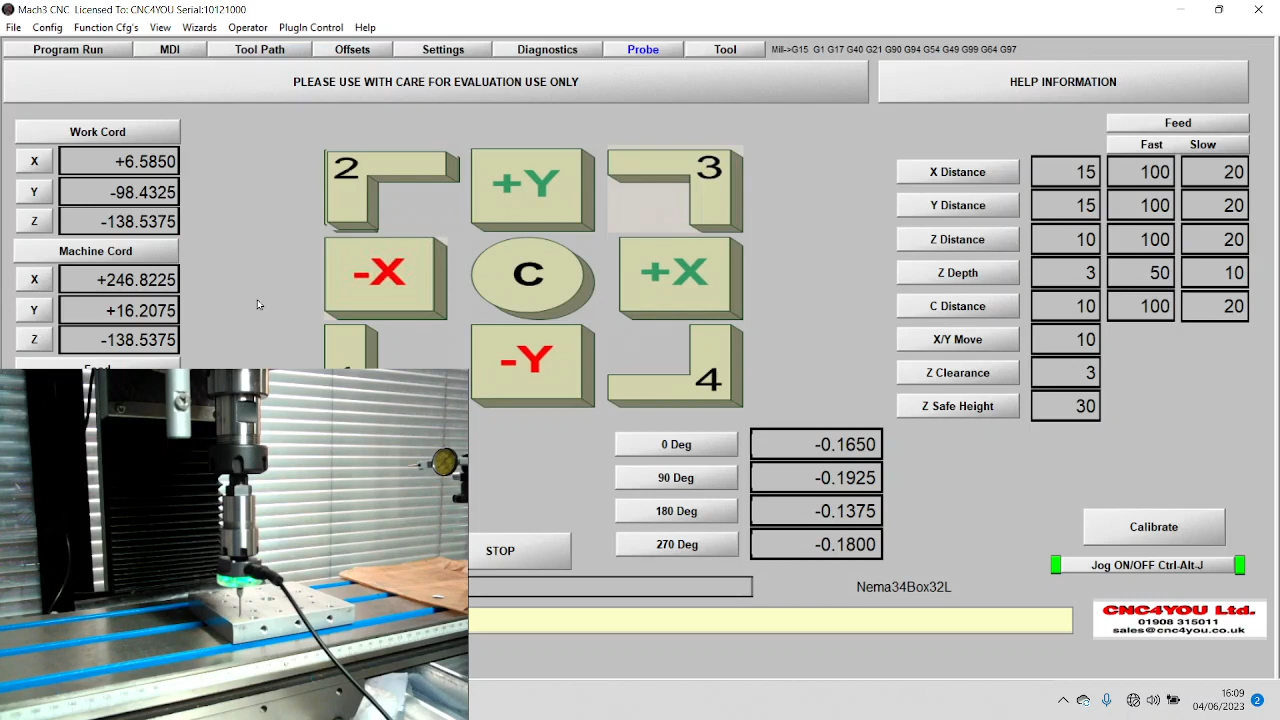 Mach3 CNC Licensed To: CNC4YOU Serial:10121000
File Config Function Cfg's View Wizards Operator PlugIn Control Help
Program Run MDI Tool Path Offsets Settings Diagnostics Probe Tool Mill->G15 G1 G17 G40 G21 G90 G94 G54 G49 G99 G64 G97
PLEASE USE WITH CARE FOR EVALUATION USE ONLY HELP INFORMATION
Work Cord
X +6.5850
Y -98.4325
Z -138.5375
Machine Cord
X +246.8225
Y +16.2075
Z -138.5375
2 +Y 3
-X C +X
-Y 4
Feed
Fast Slow
X Distance 15 100 20
Y Distance 15 100 20
Z Distance 10 100 20
Z Depth 3 50 10
C Distance 10 100 20
X/Y Move 10
Z Clearance 3
Z Safe Height 30
0 Deg -0.1650
90 Deg -0.1925
180 Deg -0.1375
270 Deg -0.1800
STOP
Calibrate
Jog ON/OFF Ctrl-Alt-J
Nema34Box32L
CNC4YOU Ltd.
01908 315011
sales@cnc4you.co.uk
16:09
04/06/2023 2